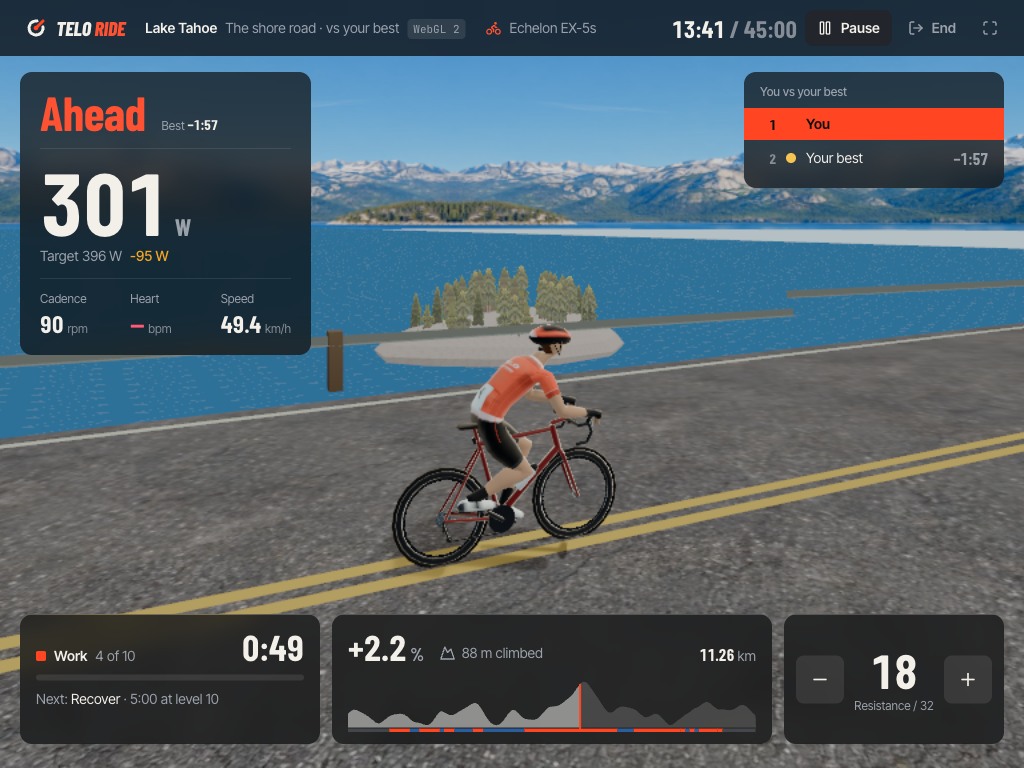 TELO RIDE Lake Tahoe The shore road · vs your best WebGL 2 Echelon EX-5s 13:41 / 45:00 Pause End
Ahead Best −1:57
301 W
Target 396 W -95 W
Cadence Heart Speed
90 rpm — bpm 49.4 km/h
You vs your best
1 You
2 Your best −1:57
Work 4 of 10 0:49
Next: Recover · 5:00 at level 10
+2.2 % 88 m climbed 11.26 km
− 18 +
Resistance / 32